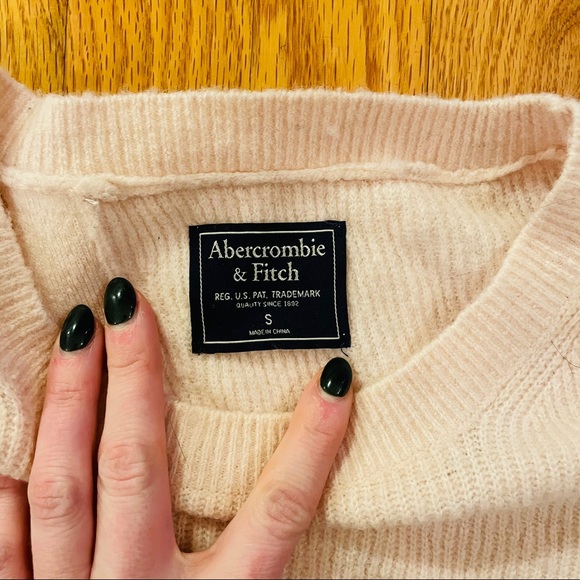 Abercrombie
& Fitch
REG. U.S. PAT. TRADEMARK
QUALITY SINCE 1892
S
MADE IN CHINA